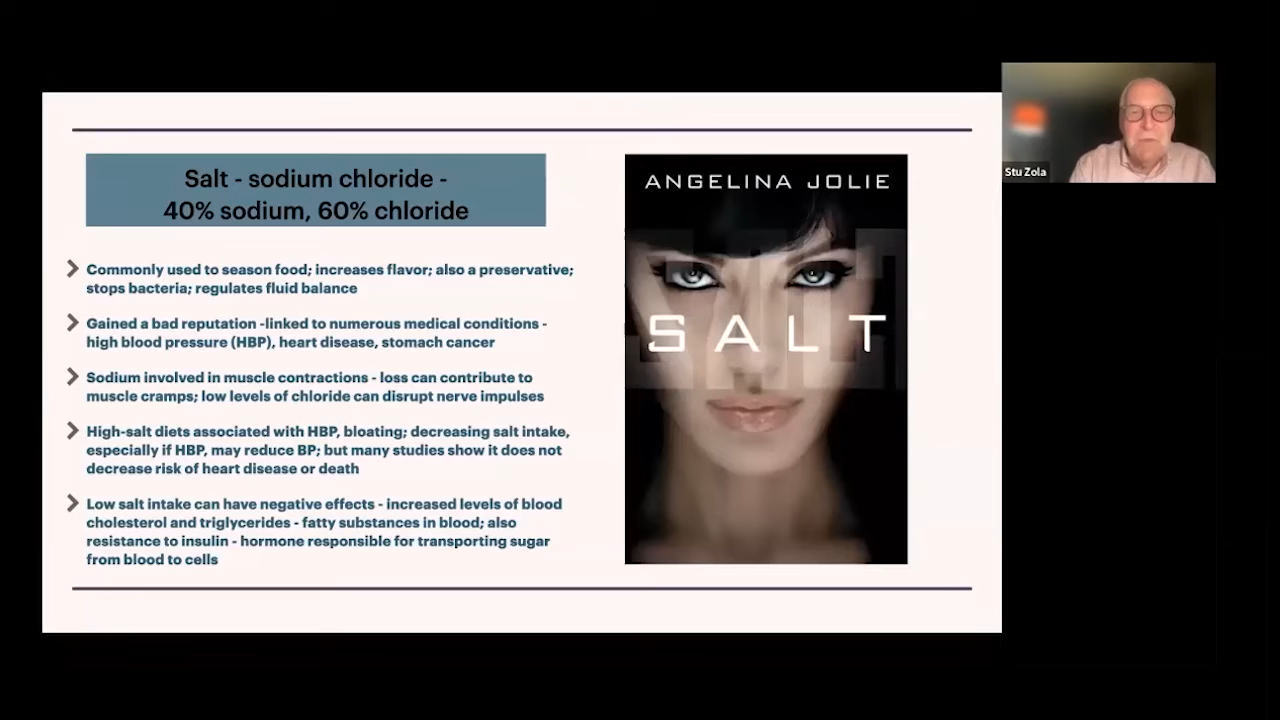 Salt - sodium chloride -
40% sodium, 60% chloride
Commonly used to season food; increases flavor; also a preservative;
stops bacteria; regulates fluid balance
Gained a bad reputation -linked to numerous medical conditions -
high blood pressure (HBP), heart disease, stomach cancer
Sodium involved in muscle contractions - loss can contribute to
muscle cramps; low levels of chloride can disrupt nerve impulses
High-salt diets associated with HBP, bloating; decreasing salt intake,
especially if HBP, may reduce BP; but many studies show it does not
decrease risk of heart disease or death
Low salt intake can have negative effects - increased levels of blood
cholesterol and triglycerides - fatty substances in blood; also
resistance to insulin - hormone responsible for transporting sugar
from blood to cells
ANGELINA JOLIE
SALT
Stu Zola